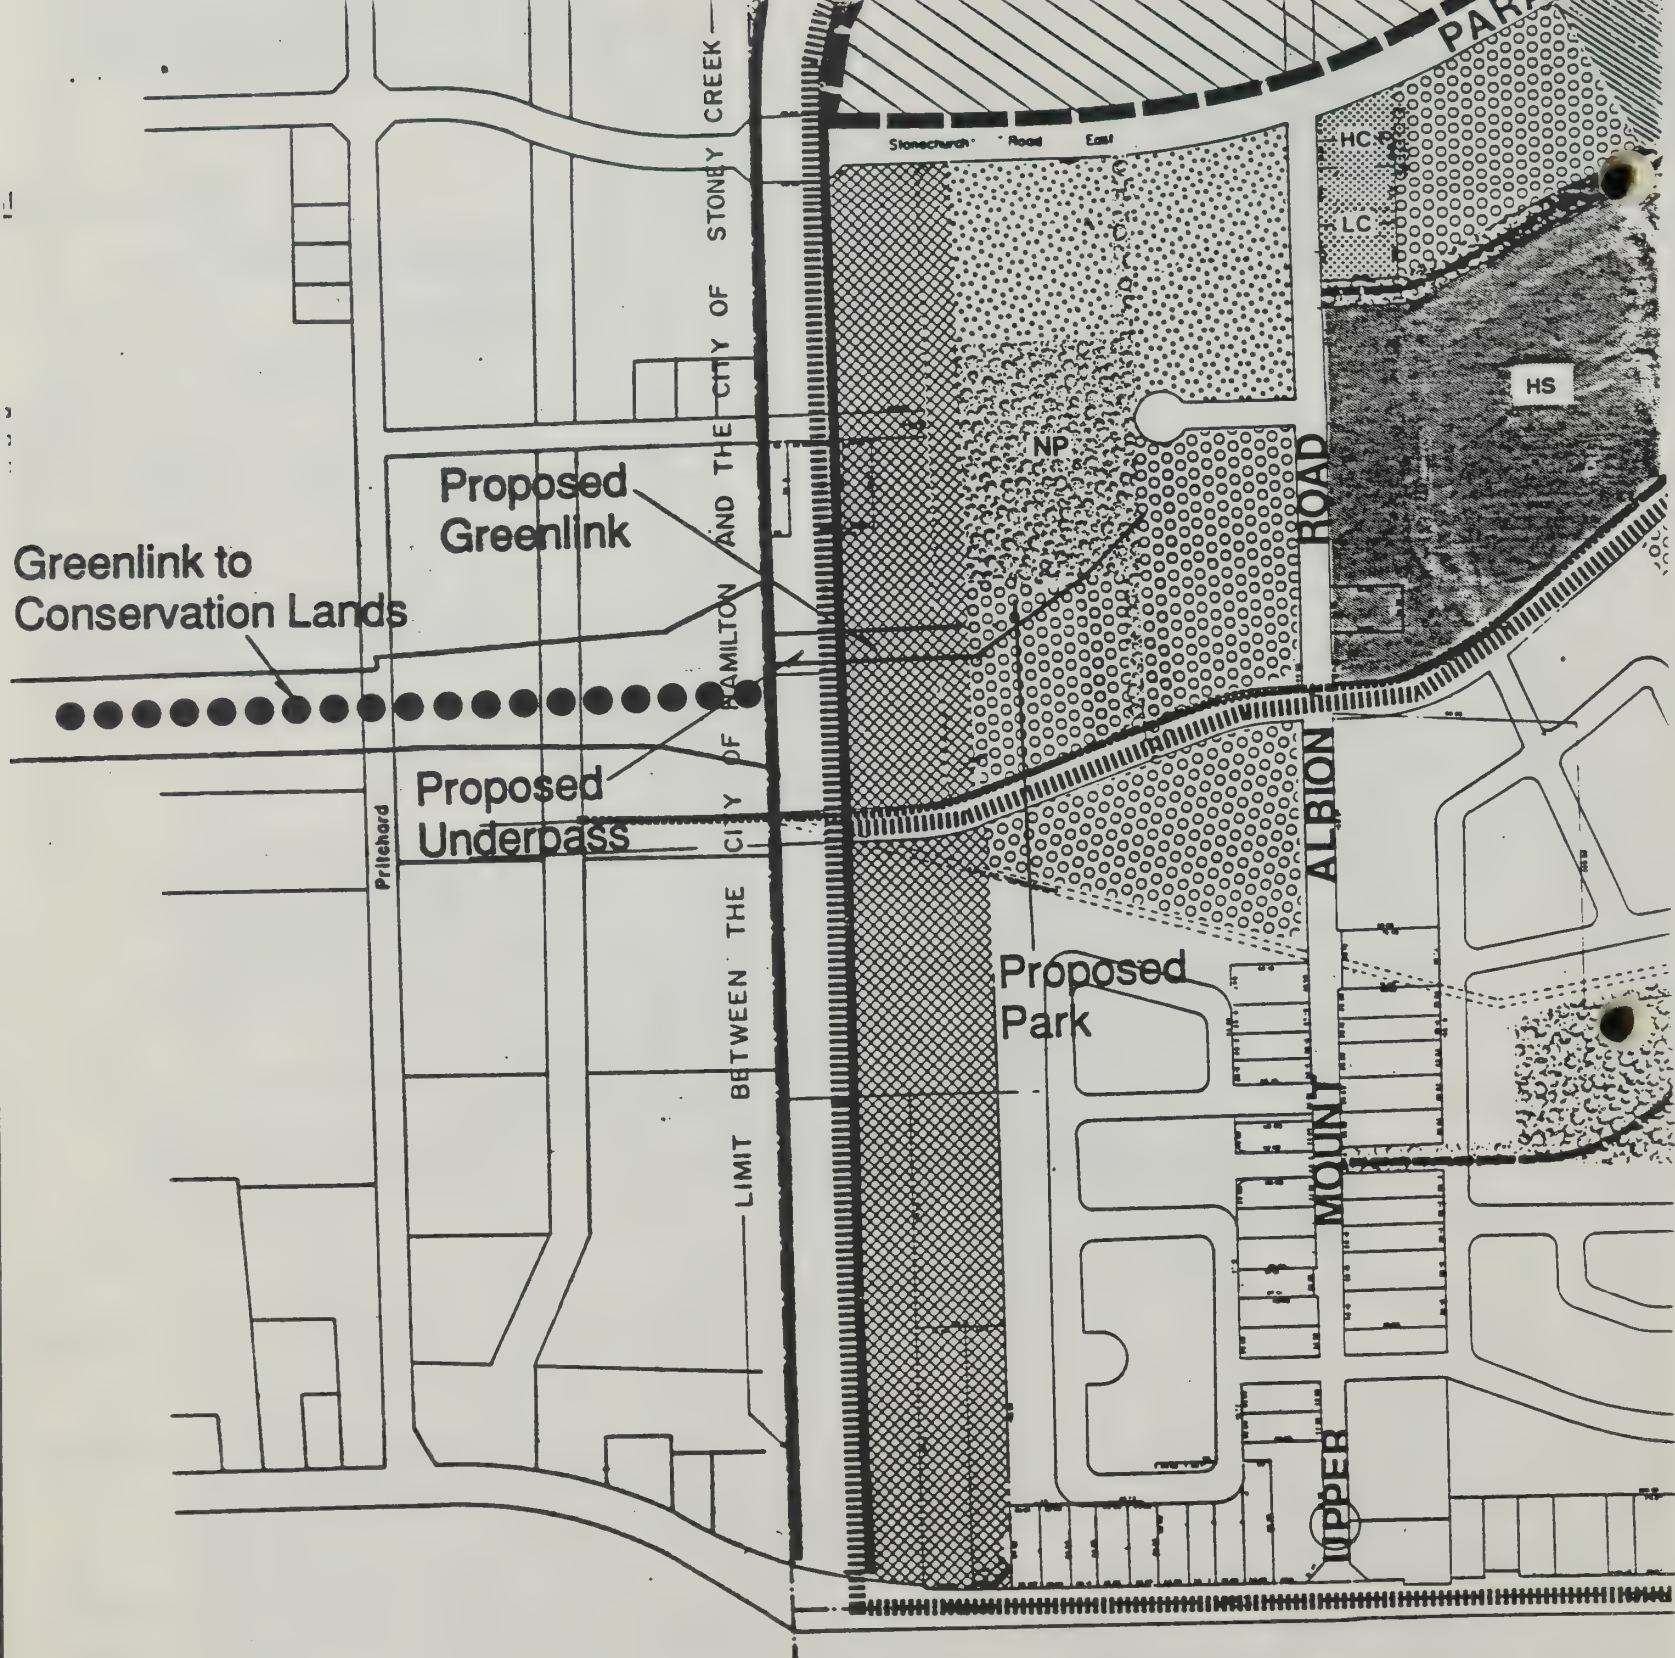 PARK
Stonechurch Road East
HC
LC
HS
NP
Proposed
Greenlink
Greenlink to
Conservation Lands
Proposed
Underpass
Pritchard
LIMIT BETWEEN THE CITY OF HAMILTON AND THE CITY OF STONEY CREEK
Proposed
Park
UPPER MOUNT ALBION ROAD